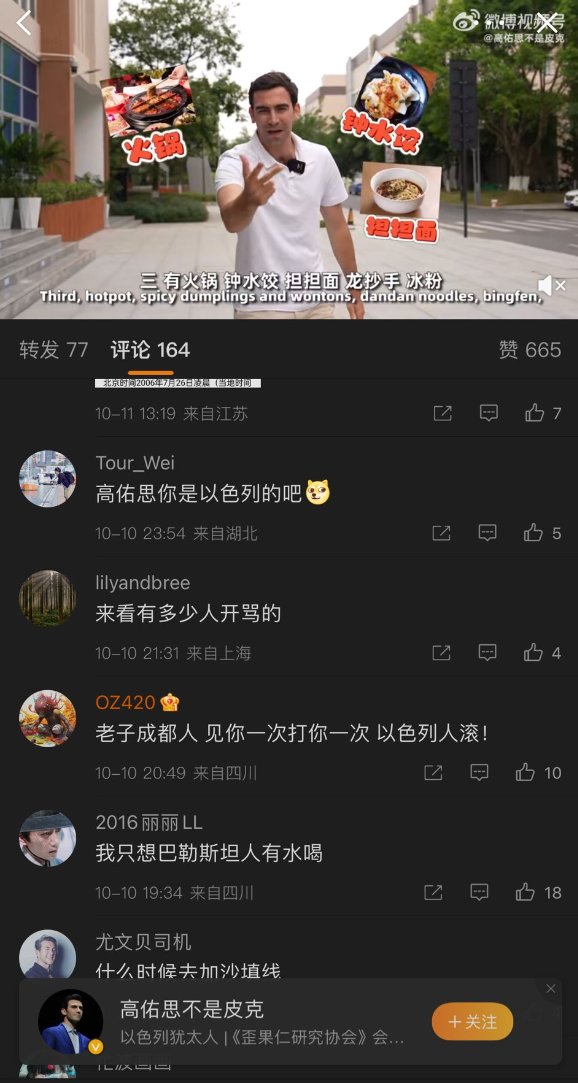 微博视频号
@高佑思不是皮克
火锅
钟水饺
担担面
三 有火锅 钟水饺 担担面 龙抄手 冰粉
Third, hotpot, spicy dumplings and wontons, dandan noodles, bingfen,
转发 77 评论 164 赞 665
北京时间2006年7月26日凌晨（当地时间
10-11 13:19 来自江苏 7
Tour_Wei
高佑思你是以色列的吧
10-10 23:54 来自湖北 5
lilyandbree
来看有多少人开骂的
10-10 21:31 来自上海 4
OZ420
老子成都人 见你一次打你一次 以色列人滚！
10-10 20:49 来自四川 10
2016丽丽LL
我只想巴勒斯坦人有水喝
10-10 19:34 来自四川 18
尤文贝司机
什么时候去加沙填线
高佑思不是皮克
以色列犹太人 |《歪果仁研究协会》会…
+关注